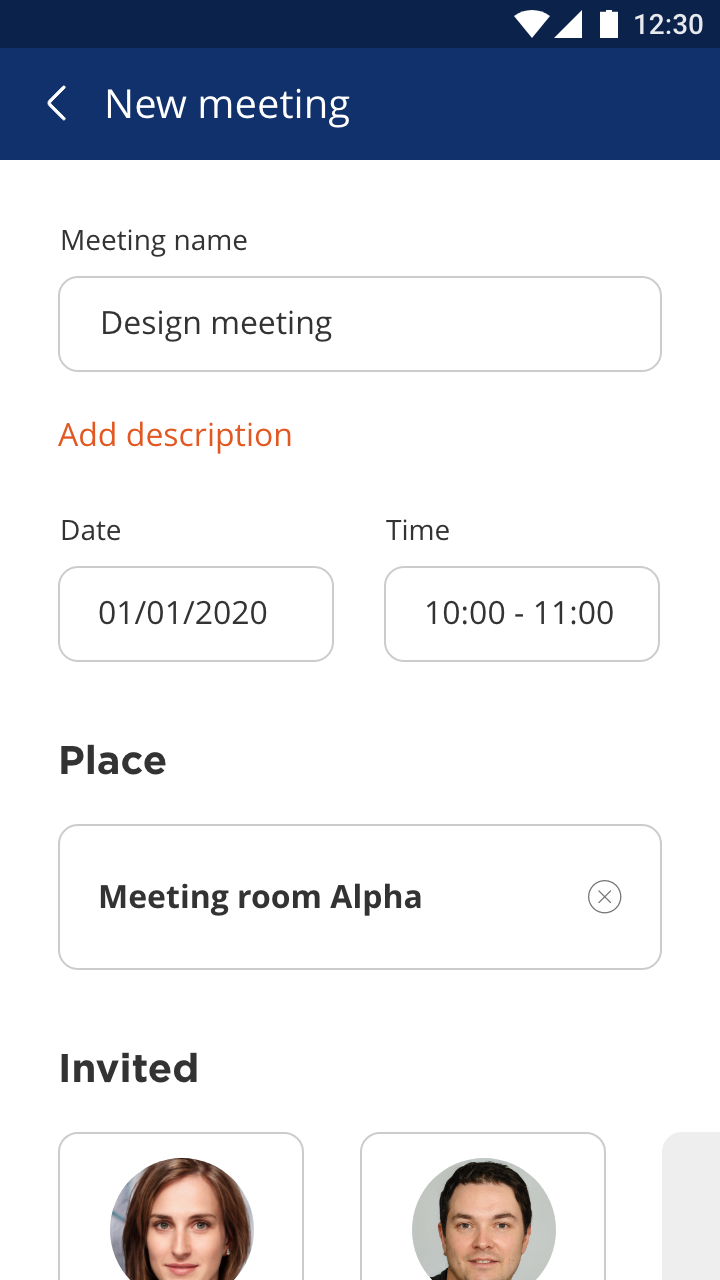 12:30
New meeting
Meeting name
Design meeting
Add description
Date Time
01/01/2020 10:00 - 11:00
Place
Meeting room Alpha
Invited